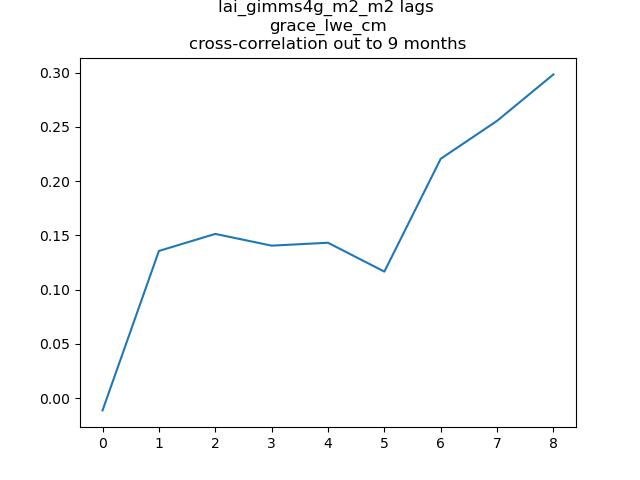 lai_gimms4g_m2_m2 lags
grace_lwe_cm
cross-correlation out to 9 months
0.30
0.25
0.20
0.15
0.10
0.05
0.00
0 1 2 3 4 5 6 7 8